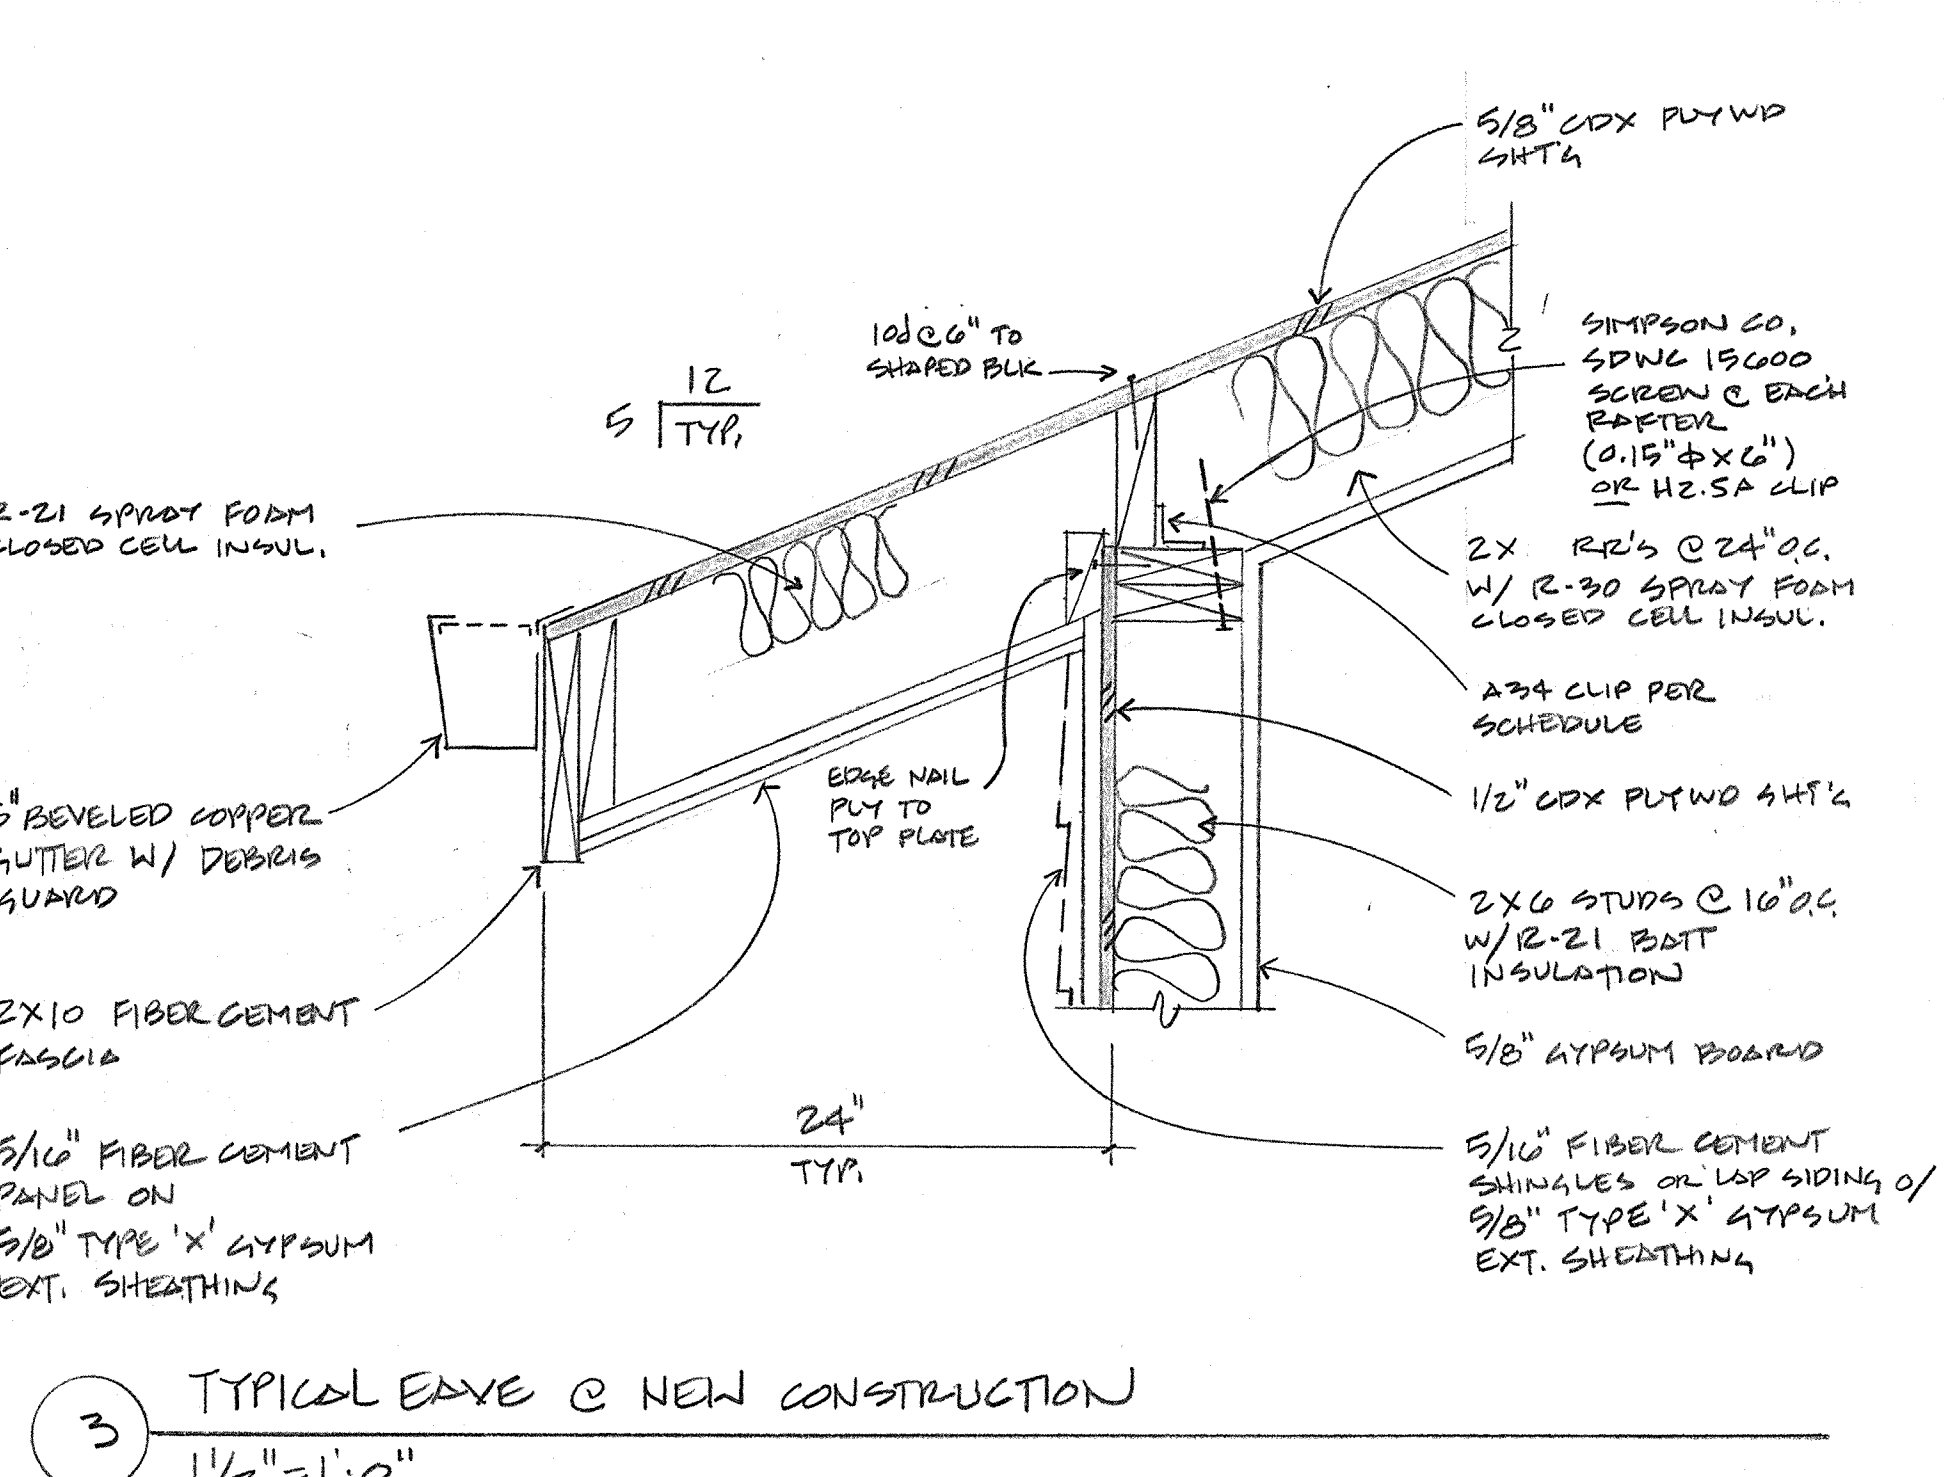 5/8" CDX PLYWD
SHT'G
10d @ 6" TO
SHAPED BLK
12
5
TYP.
SIMPSON CO.
SDWC 15600
SCREW @ EACH
RAFTER
(0.15"ϕ X 6")
OR H2.5A CLIP
R-21 SPRAY FOAM
CLOSED CELL INSUL.
2X RR'S @ 24" O.C.
W/ R-30 SPRAY FOAM
CLOSED CELL INSUL.
A34 CLIP PER
SCHEDULE
EDGE NAIL
PLY TO
TOP PLATE
1/2" CDX PLYWD SHT'G
BEVELED COPPER
GUTTER W/ DEBRIS
GUARD
2X6 STUDS @ 16" O.C.
W/ R-21 BATT
INSULATION
2X10 FIBER CEMENT
FASCIA
5/8" GYPSUM BOARD
24"
TYP.
5/16" FIBER CEMENT
PANEL ON
5/8" TYPE 'X' GYPSUM
EXT. SHEATHING
5/16" FIBER CEMENT
SHINGLES OR LAP SIDING O/
5/8" TYPE 'X' GYPSUM
EXT. SHEATHING
3
TYPICAL EAVE @ NEW CONSTRUCTION
1 1/2" = 1'-0"